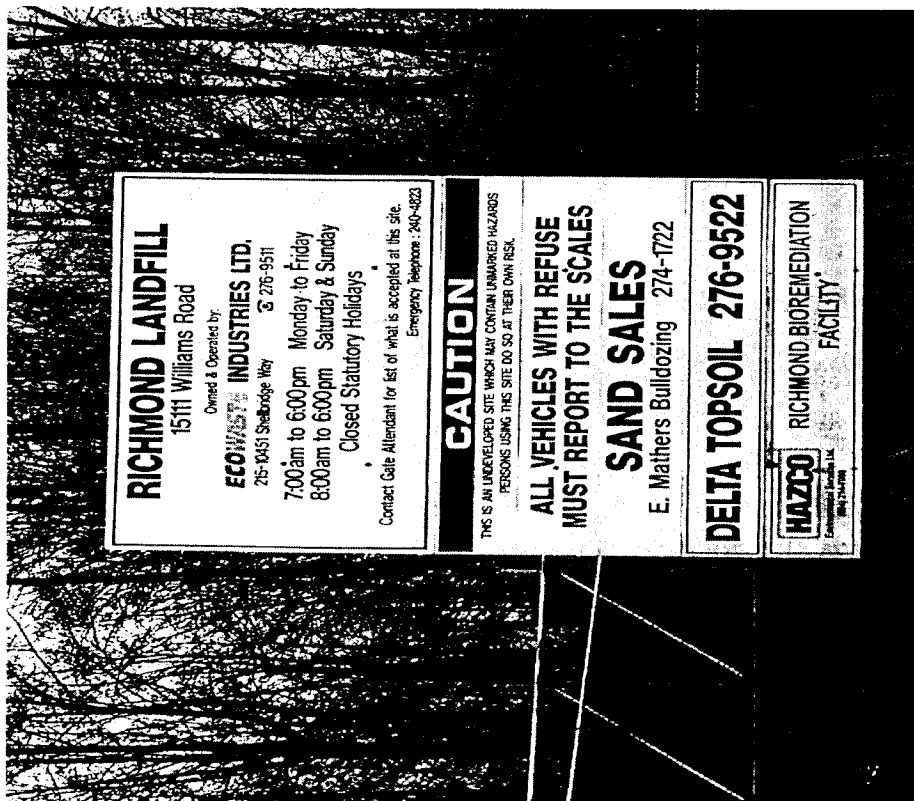 RICHMOND LANDFILL
15111 Williams Road
Owned & Operated by:
ECOWASTE INDUSTRIES LTD.
215-10451 Shellbridge Way 276-9511
7:00am to 6:00pm Monday to Friday
8:00am to 6:00pm Saturday & Sunday
Closed Statutory Holidays
Contact Gate Attendant for list of what is accepted at this site.
Emergency Telephone : 240-4823
CAUTION
THIS IS AN UNDEVELOPED SITE WHICH MAY CONTAIN UNMARKED HAZARDS
PERSONS USING THIS SITE DO SO AT THEIR OWN RISK.
ALL VEHICLES WITH REFUSE
MUST REPORT TO THE SCALES
SAND SALES
E. Mathers Bulldozing 274-1722
DELTA TOPSOIL 276-9522
HAZCO RICHMOND BIOREMEDIATION
FACILITY
Environmental Services Ltd.